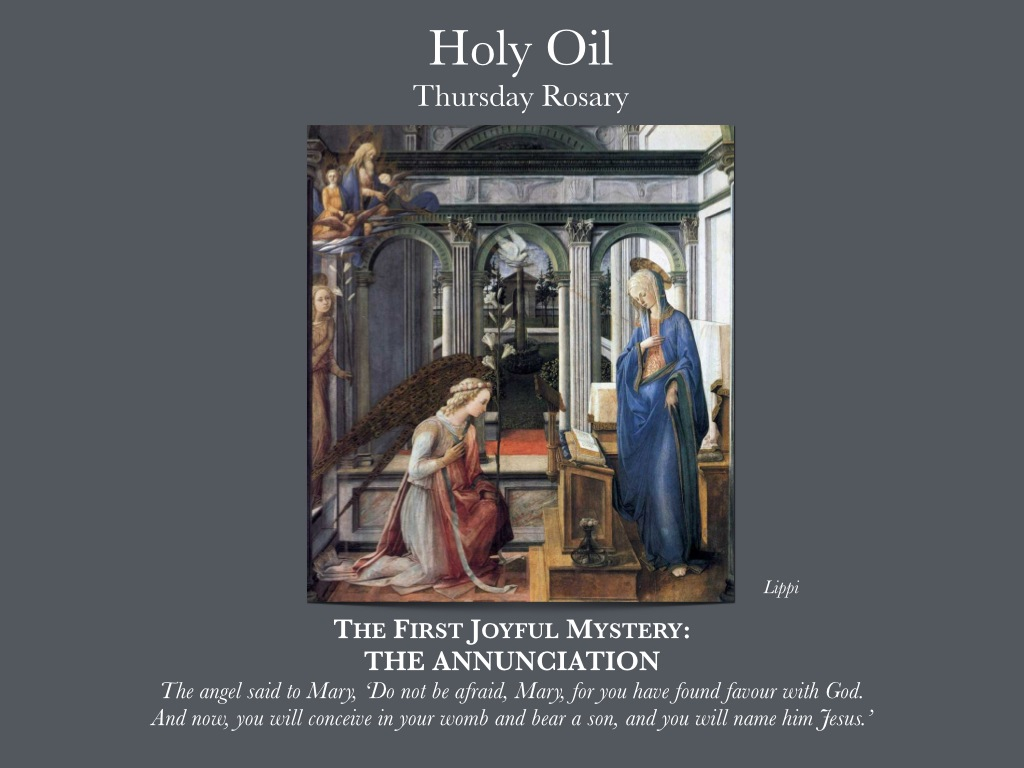 Holy Oil
Thursday Rosary
Lippi
THE FIRST JOYFUL MYSTERY:
THE ANNUNCIATION
The angel said to Mary, ‘Do not be afraid, Mary, for you have found favour with God.
And now, you will conceive in your womb and bear a son, and you will name him Jesus.’